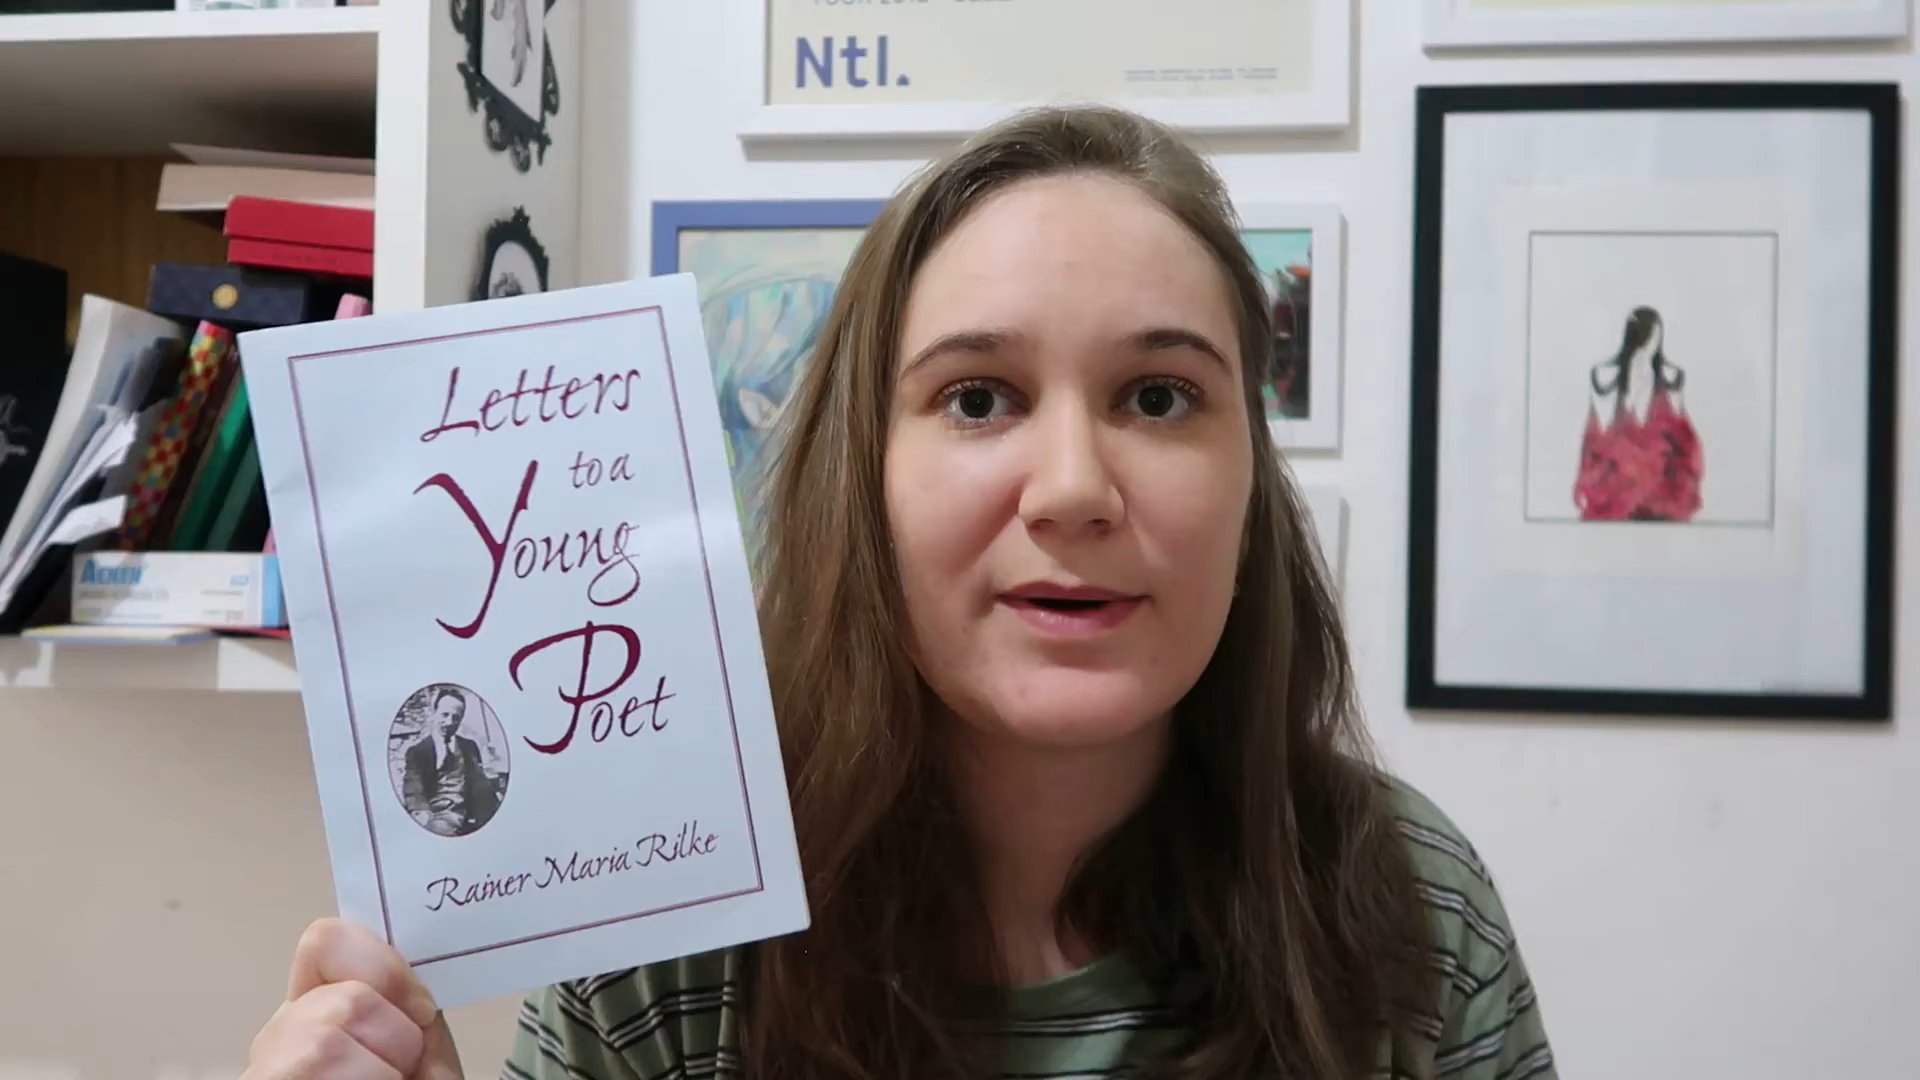 Ntl.
Letters
to a
Young
Poet
Rainer Maria Rilke